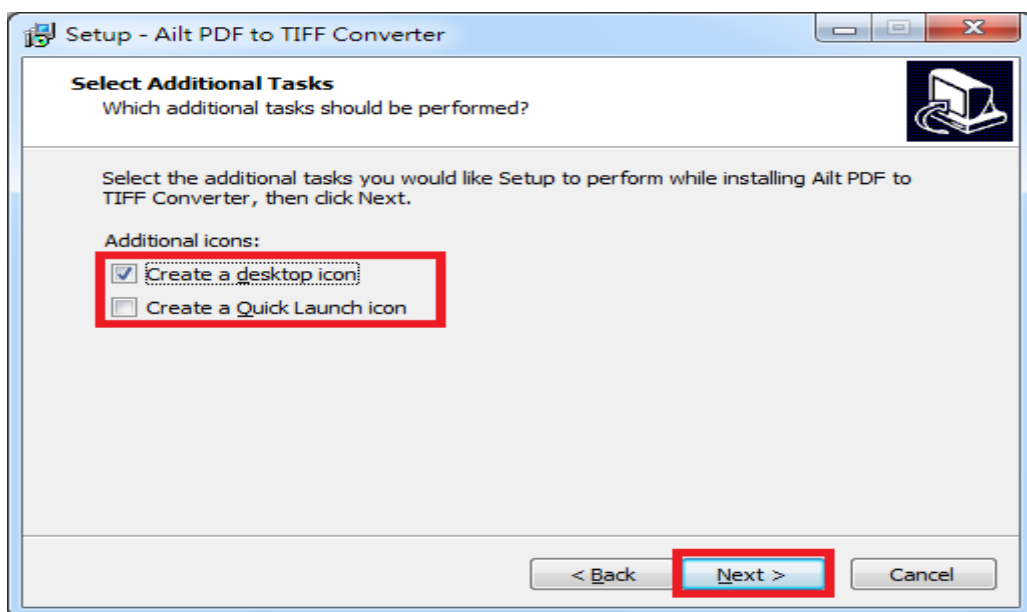 Setup - Ailt PDF to TIFF Converter
Select Additional Tasks
Which additional tasks should be performed?
Select the additional tasks you would like Setup to perform while installing Ailt PDF to
TIFF Converter, then click Next.
Additional icons:
Create a desktop icon
Create a Quick Launch icon
< Back
Next >
Cancel